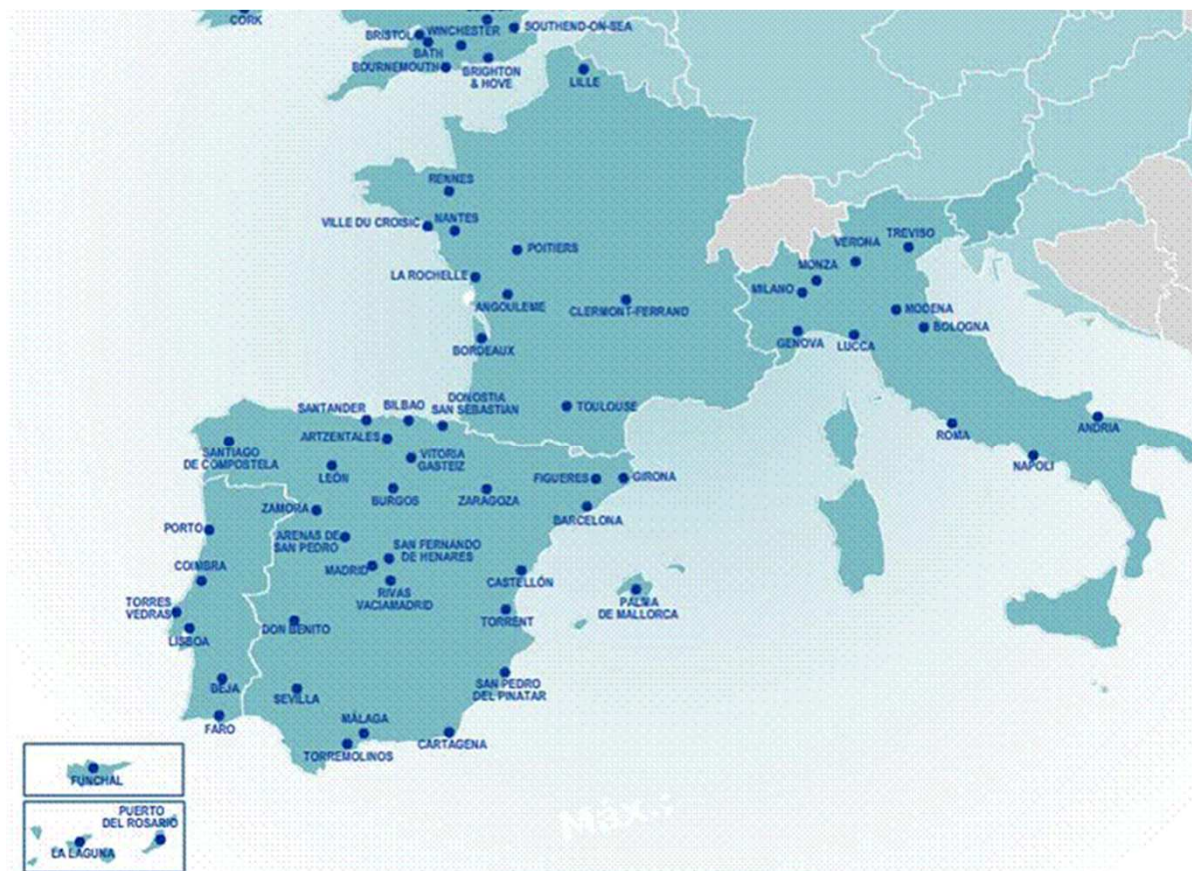 CORK
SOUTHEND-ON-SEA
BRISTOL
WINCHESTER
BATH
BOURNEMOUTH
BRIGHTON
& HOVE
LILLE
RENNES
VILLE DU CROISIC
NANTES
POITIERS
LA ROCHELLE
ANGOULEME
CLERMONT-FERRAND
BORDEAUX
TOULOUSE
VERONA
TREVISO
MONZA
MILANO
MODENA
BOLOGNA
GENOVA
LUCCA
ROMA
NAPOLI
ANDRIA
SANTANDER
BILBAO
DONOSTIA
SAN SEBASTIAN
ARTZENTALES
SANTIAGO
DE COMPOSTELA
LEÓN
VITORIA
GASTEIZ
BURGOS
ZARAGOZA
FIGUERES
GIRONA
BARCELONA
ZAMORA
PORTO
ARENAS DE
SAN PEDRO
SAN FERNANDO
DE HENARES
MADRID
RIVAS
VACIAMADRID
COIMBRA
CASTELLÓN
PALMA
DE MALLORCA
TORRES
VEDRAS
LISBOA
DON BENITO
TORRENT
BEJA
SEVILLA
SAN PEDRO
DEL PINATAR
FARO
MÁLAGA
TORREMOLINOS
CARTAGENA
FUNCHAL
PUERTO
DEL ROSARIO
LA LAGUNA